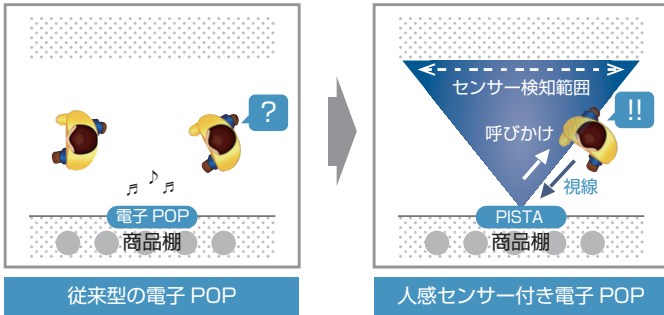 ?
電子 POP
商品棚
従来型の電子 POP
センサー検知範囲
呼びかけ
!!
視線
PISTA
商品棚
人感センサー付き電子 POP